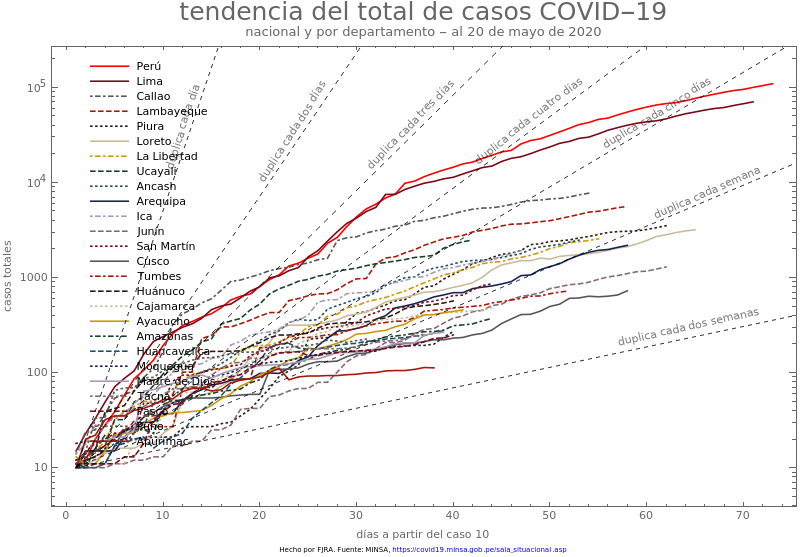 tendencia del total de casos COVID‒19
nacional y por departamento ‒ al 20 de mayo de 2020
casos totales
10⁵
10⁴
1000
100
10
duplica cada día
duplica cada dos días
duplica cada tres días
duplica cada cuatro días
duplica cada cinco días
duplica cada semana
duplica cada dos semanas
Perú
Lima
Callao
Lambayeque
Piura
Loreto
La Libertad
Ucayali
Ancash
Arequipa
Ica
Junín
San Martín
Cusco
Tumbes
Huánuco
Cajamarca
Ayacucho
Amazonas
Huancavelica
Moquegua
Madre de Dios
Tacna
Pasco
Puno
Apurímac
0 10 20 30 40 50 60 70
días a partir del caso 10
Hecho por FJRA. Fuente: MINSA, https://covid19.minsa.gob.pe/sala_situacional.asp